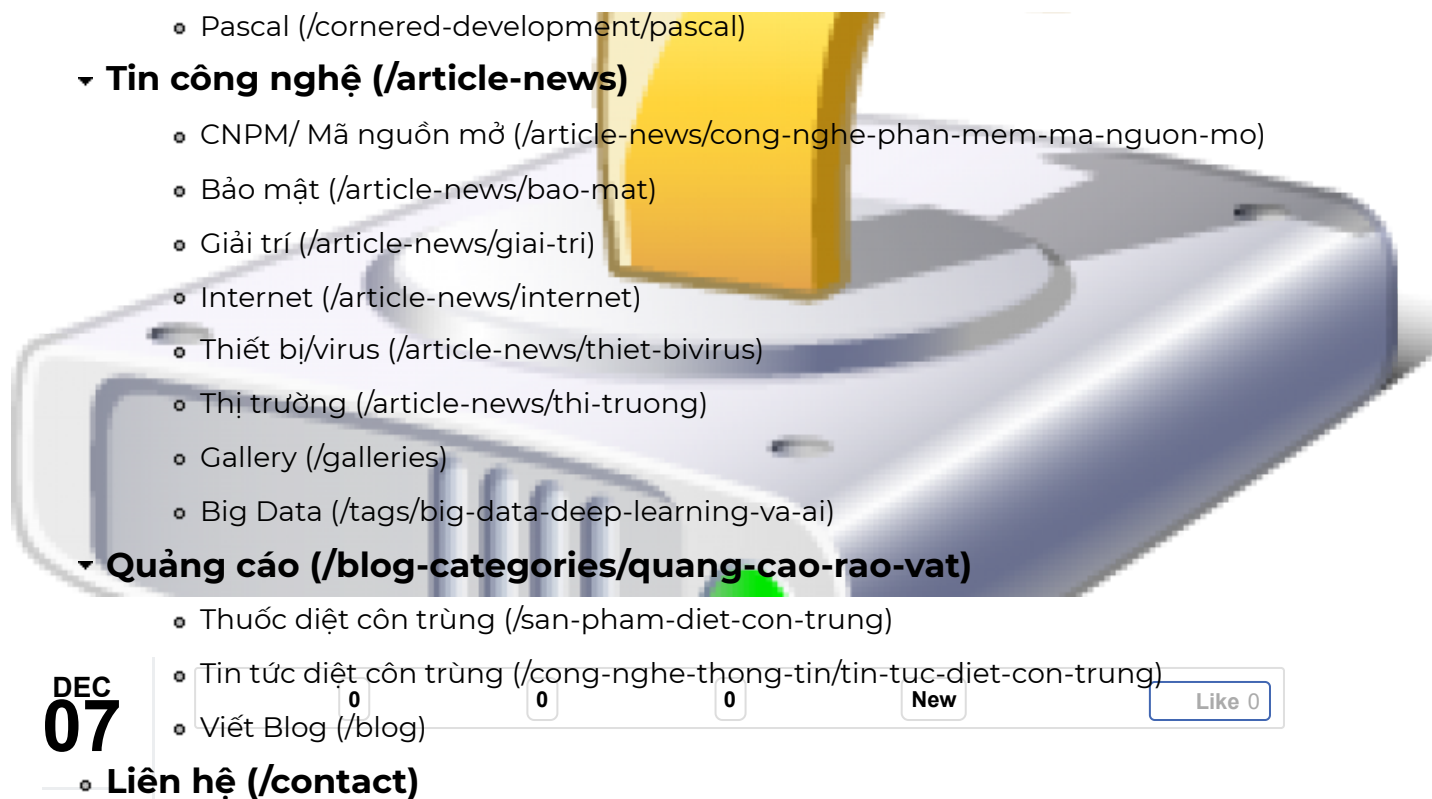 Pascal (/cornered-development/pascal)
Tin công nghệ (/article-news)
CNPM/ Mã nguồn mở (/article-news/cong-nghe-phan-mem-ma-nguon-mo)
Bảo mật (/article-news/bao-mat)
Giải trí (/article-news/giai-tri)
Internet (/article-news/internet)
Thiết bị/virus (/article-news/thiet-bivirus)
Thị trường (/article-news/thi-truong)
Gallery (/galleries)
Big Data (/tags/big-data-deep-learning-va-ai)
Quảng cáo (/blog-categories/quang-cao-rao-vat)
Thuốc diệt côn trùng (/san-pham-diet-con-trung)
Tin tức diệt côn trùng (/cong-nghe-thong-tin/tin-tuc-diet-con-trung)
DEC
0 0 0 New Like 0
07
Viết Blog (/blog)
Liên hệ (/contact)